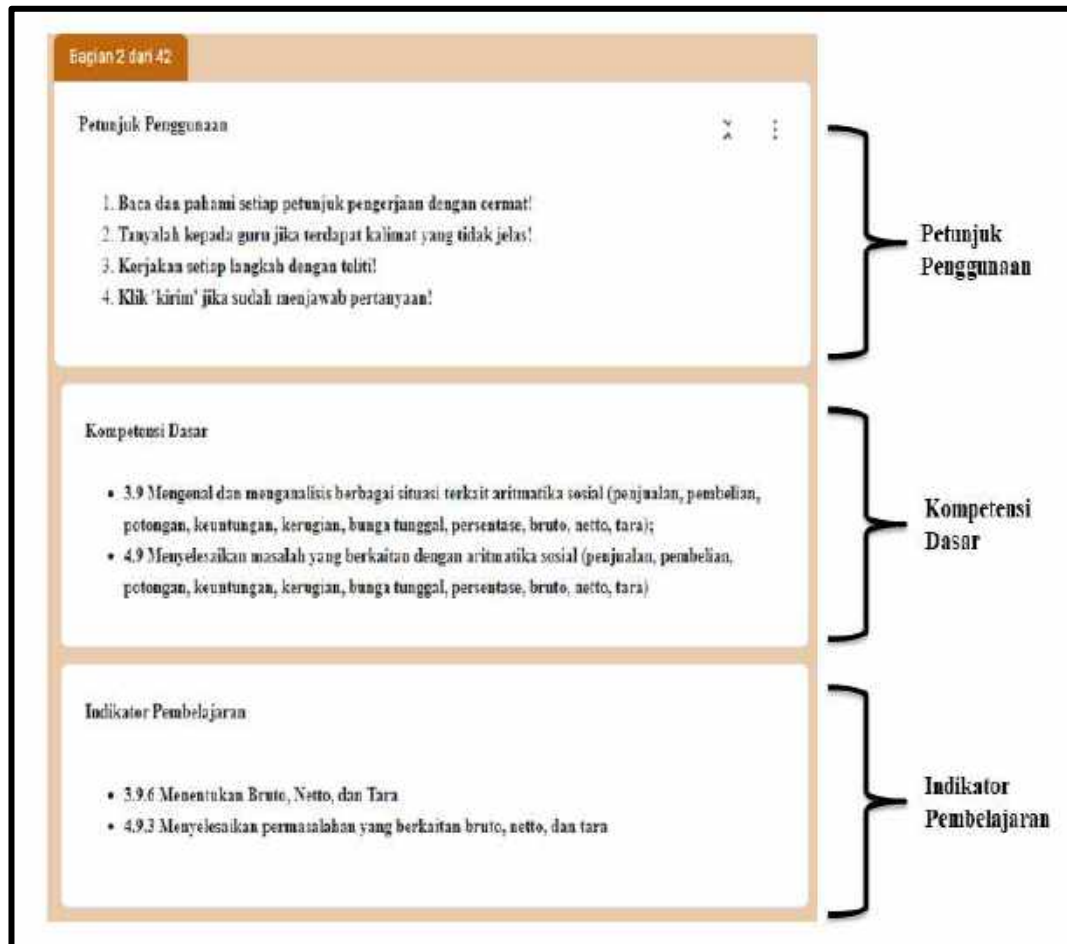 Bagian 2 dari 42
Petunjuk Penggunaan
1. Baca dan pahami setiap petunjuk pengerjaan dengan cermat!
2. Tanyalah kepada guru jika terdapat kalimat yang tidak jelas!
3. Kerjakan setiap langkah dengan teliti!
4. Klik 'kirim' jika sudah menjawab pertanyaan!
Petunjuk
Penggunaan
Kompetensi Dasar
• 3.9 Mengenal dan menganalisis berbagai situasi terkait aritmatika sosial (penjualan, pembelian,
potongan, keuntungan, kerugian, bunga tunggal, persentase, bruto, netto, tara);
• 4.9 Menyelesaikan masalah yang berkaitan dengan aritmatika sosial (penjualan, pembelian,
potongan, keuntungan, kerugian, bunga tunggal, persentase, bruto, netto, tara)
Kompetensi
Dasar
Indikator Pembelajaran
• 3.9.6 Menentukan Bruto, Netto, dan Tara
• 4.9.3 Menyelesaikan permasalahan yang berkaitan bruto, netto, dan tara
Indikator
Pembelajaran